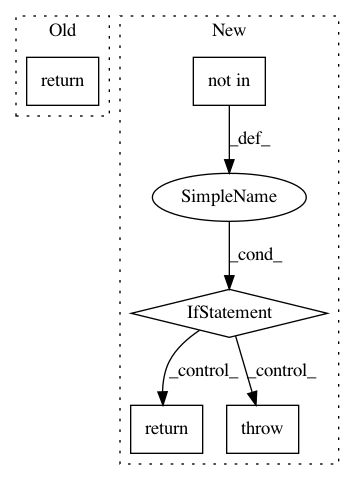 Old
New
return
not in
_def_
SimpleName
_cond_
IfStatement
_control_
_control_
return
throw